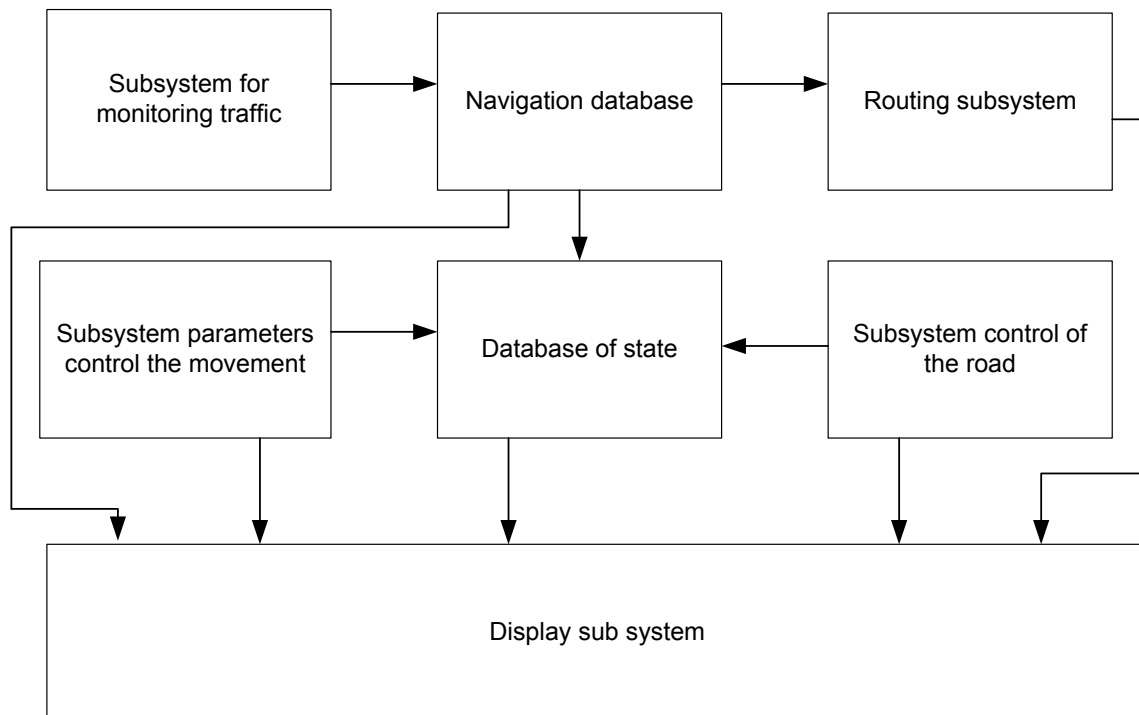 Subsystem for
monitoring traffic
Navigation database
Routing subsystem
Subsystem parameters
control the movement
Database of state
Subsystem control of
the road
Display sub system